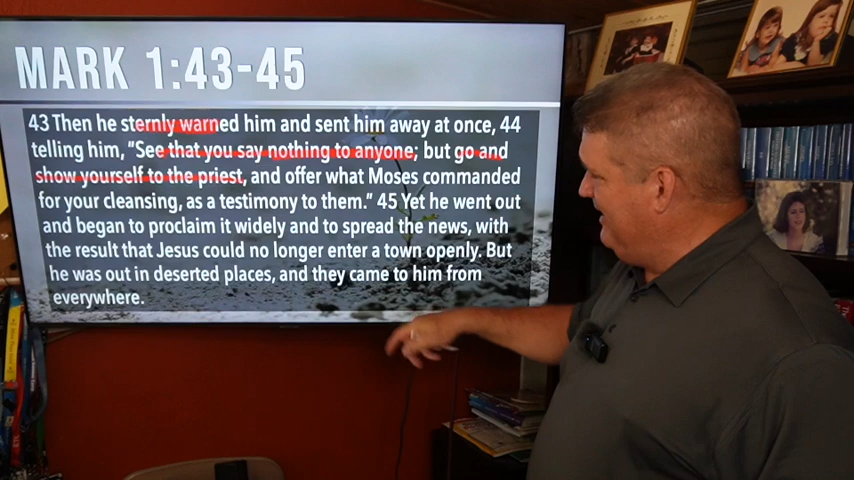 MARK 1:43-45
43 Then he sternly warned him and sent him away at once, 44
telling him, “See that you say nothing to anyone; but go and
show yourself to the priest, and offer what Moses commanded
for your cleansing, as a testimony to them.” 45 Yet he went out
and began to proclaim it widely and to spread the news, with
the result that Jesus could no longer enter a town openly. But
he was out in deserted places, and they came to him from
everywhere.